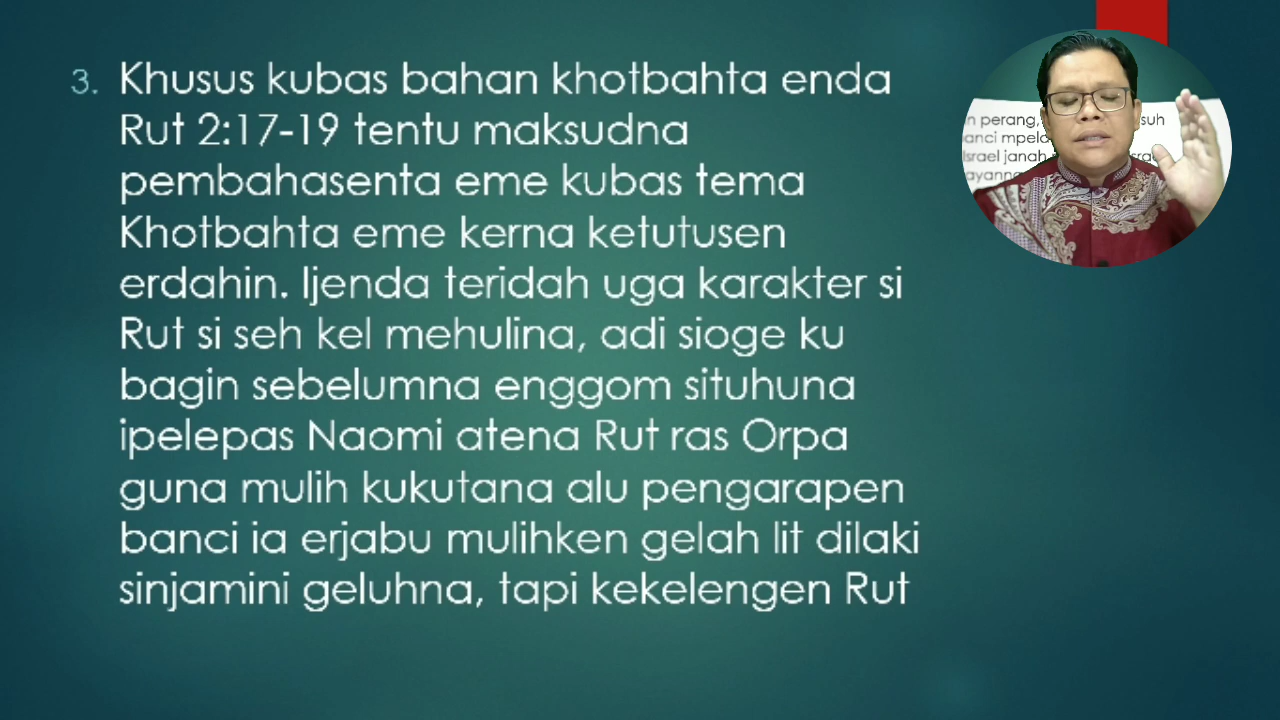 3. Khusus kubas bahan khotbahta enda
Rut 2:17-19 tentu maksudna
pembahasenta eme kubas tema
Khotbahta eme kerna ketutusen
erdahin. Ijenda teridah uga karakter si
Rut si seh kel mehulina, adi sioge ku
bagin sebelumna enggom situhuna
ipelepas Naomi atena Rut ras Orpa
guna mulih kukutana alu pengarapen
banci ia erjabu mulihken gelah lit dilaki
sinjamini geluhna, tapi kekelengen Rut
perang,
Israel janah